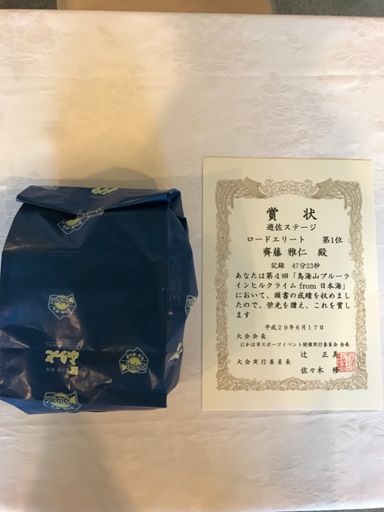 賞状
遊佐ステージ
ロードエリート 第1位
齊藤 雅仁 殿
記録 47分23秒
あなたは第4回「鳥海山ブルーラ
インヒルクライム from 日本海」
において、頭書の成績を収めまし
たので、栄光を讃え、これを賞し
ます
平成29年6月17日
大会会長
にかほ市スポーツイベント開催実行委員会 会長
辻 正美
大会実行委員長
佐々木 修